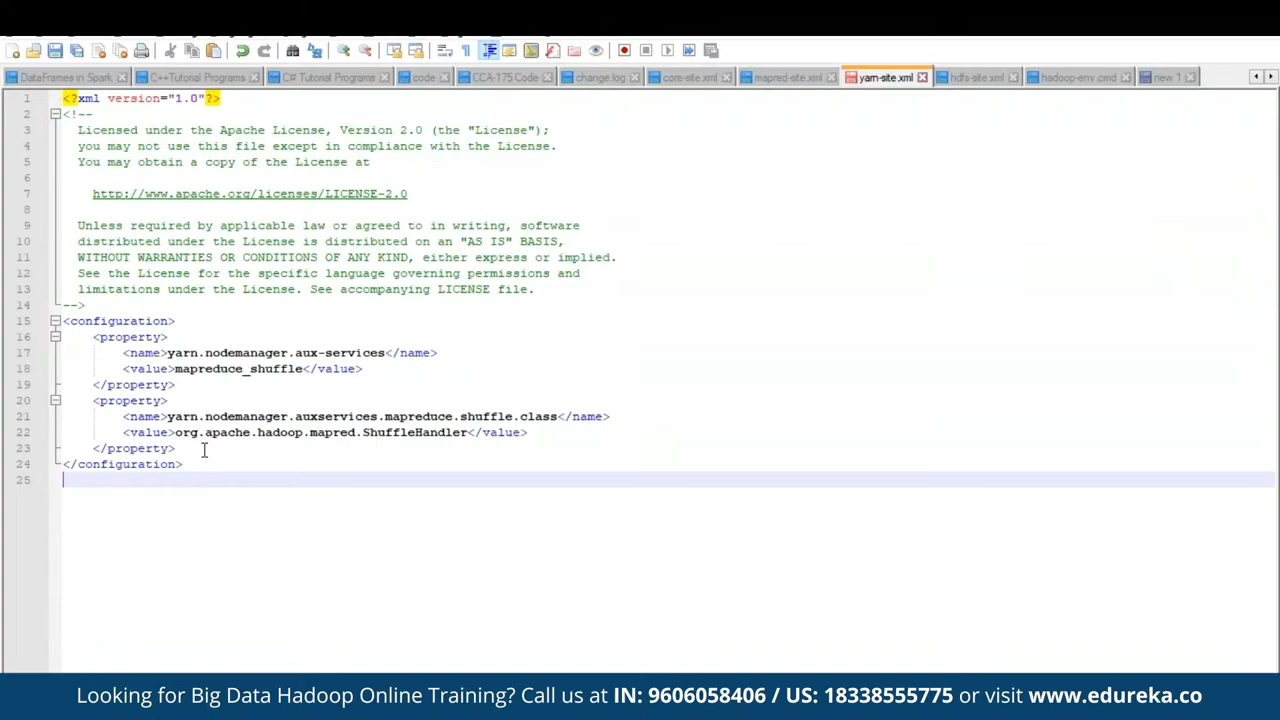 DataFrames in Spark C++Tutorial Programs C# Tutorial Programs code CCA-175 Code change.log core-site.xml mapred-site.xml yarn-site.xml hdfs-site.xml hadoop-env.cmd new 1
1 <?xml version="1.0"?>
2 <!--
3 Licensed under the Apache License, Version 2.0 (the "License");
4 you may not use this file except in compliance with the License.
5 You may obtain a copy of the License at
6
7 http://www.apache.org/licenses/LICENSE-2.0
8
9 Unless required by applicable law or agreed to in writing, software
10 distributed under the License is distributed on an "AS IS" BASIS,
11 WITHOUT WARRANTIES OR CONDITIONS OF ANY KIND, either express or implied.
12 See the License for the specific language governing permissions and
13 limitations under the License. See accompanying LICENSE file.
14 -->
15 <configuration>
16 <property>
17 <name>yarn.nodemanager.aux-services</name>
18 <value>mapreduce_shuffle</value>
19 </property>
20 <property>
21 <name>yarn.nodemanager.auxservices.mapreduce.shuffle.class</name>
22 <value>org.apache.hadoop.mapred.ShuffleHandler</value>
23 </property>
24 </configuration>
25
Looking for Big Data Hadoop Online Training? Call us at IN: 9606058406 / US: 18338555775 or visit www.edureka.co